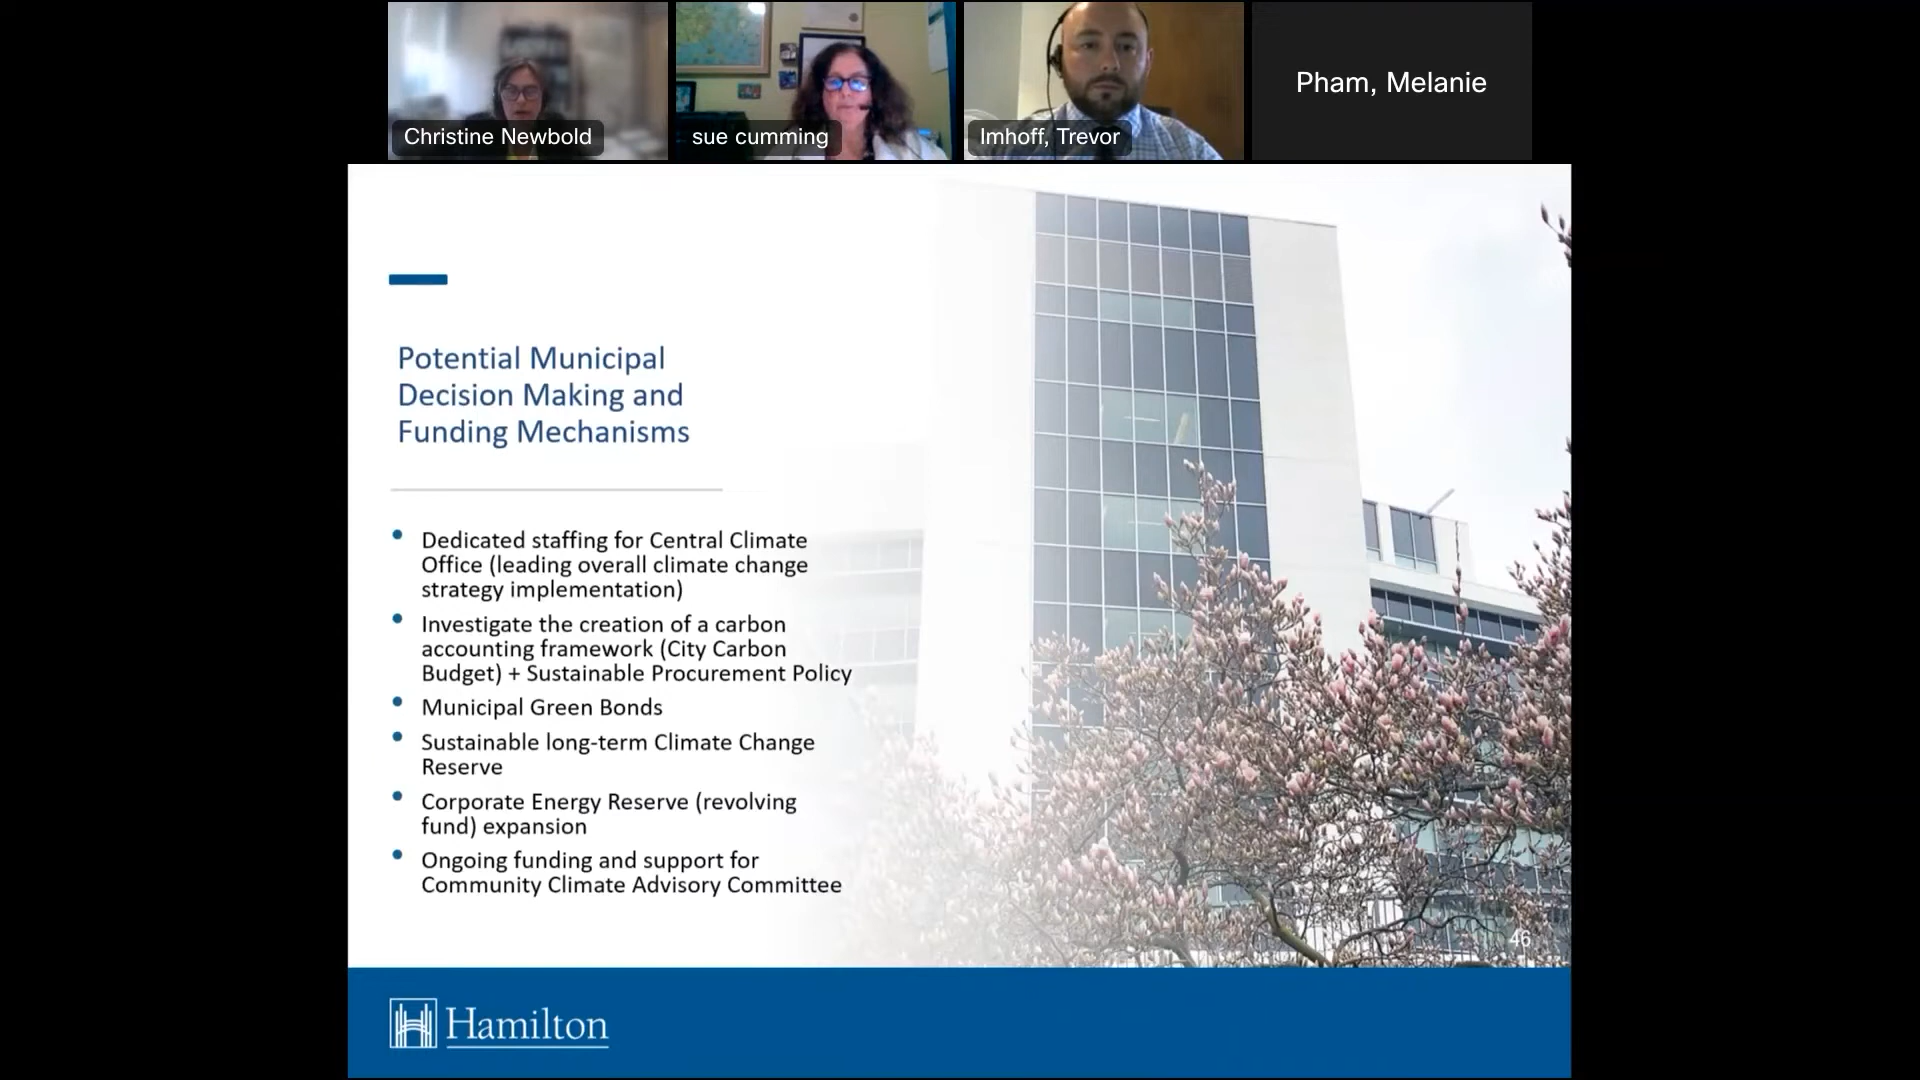 Christine Newbold
sue cumming
Imhoff, Trevor
Pham, Melanie
Potential Municipal
Decision Making and
Funding Mechanisms
• Dedicated staffing for Central Climate
Office (leading overall climate change
strategy implementation)
• Investigate the creation of a carbon
accounting framework (City Carbon
Budget) + Sustainable Procurement Policy
• Municipal Green Bonds
• Sustainable long-term Climate Change
Reserve
• Corporate Energy Reserve (revolving
fund) expansion
• Ongoing funding and support for
Community Climate Advisory Committee
46
Hamilton